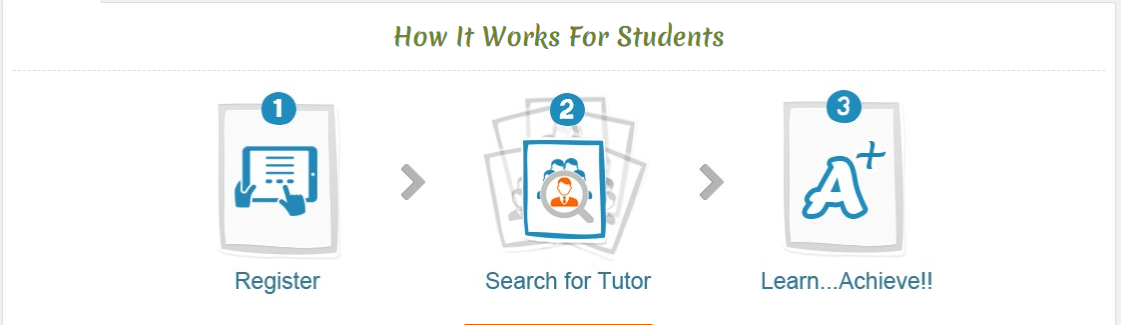 How It Works For Students
1
2
3
A+
Register
Search for Tutor
Learn...Achieve!!